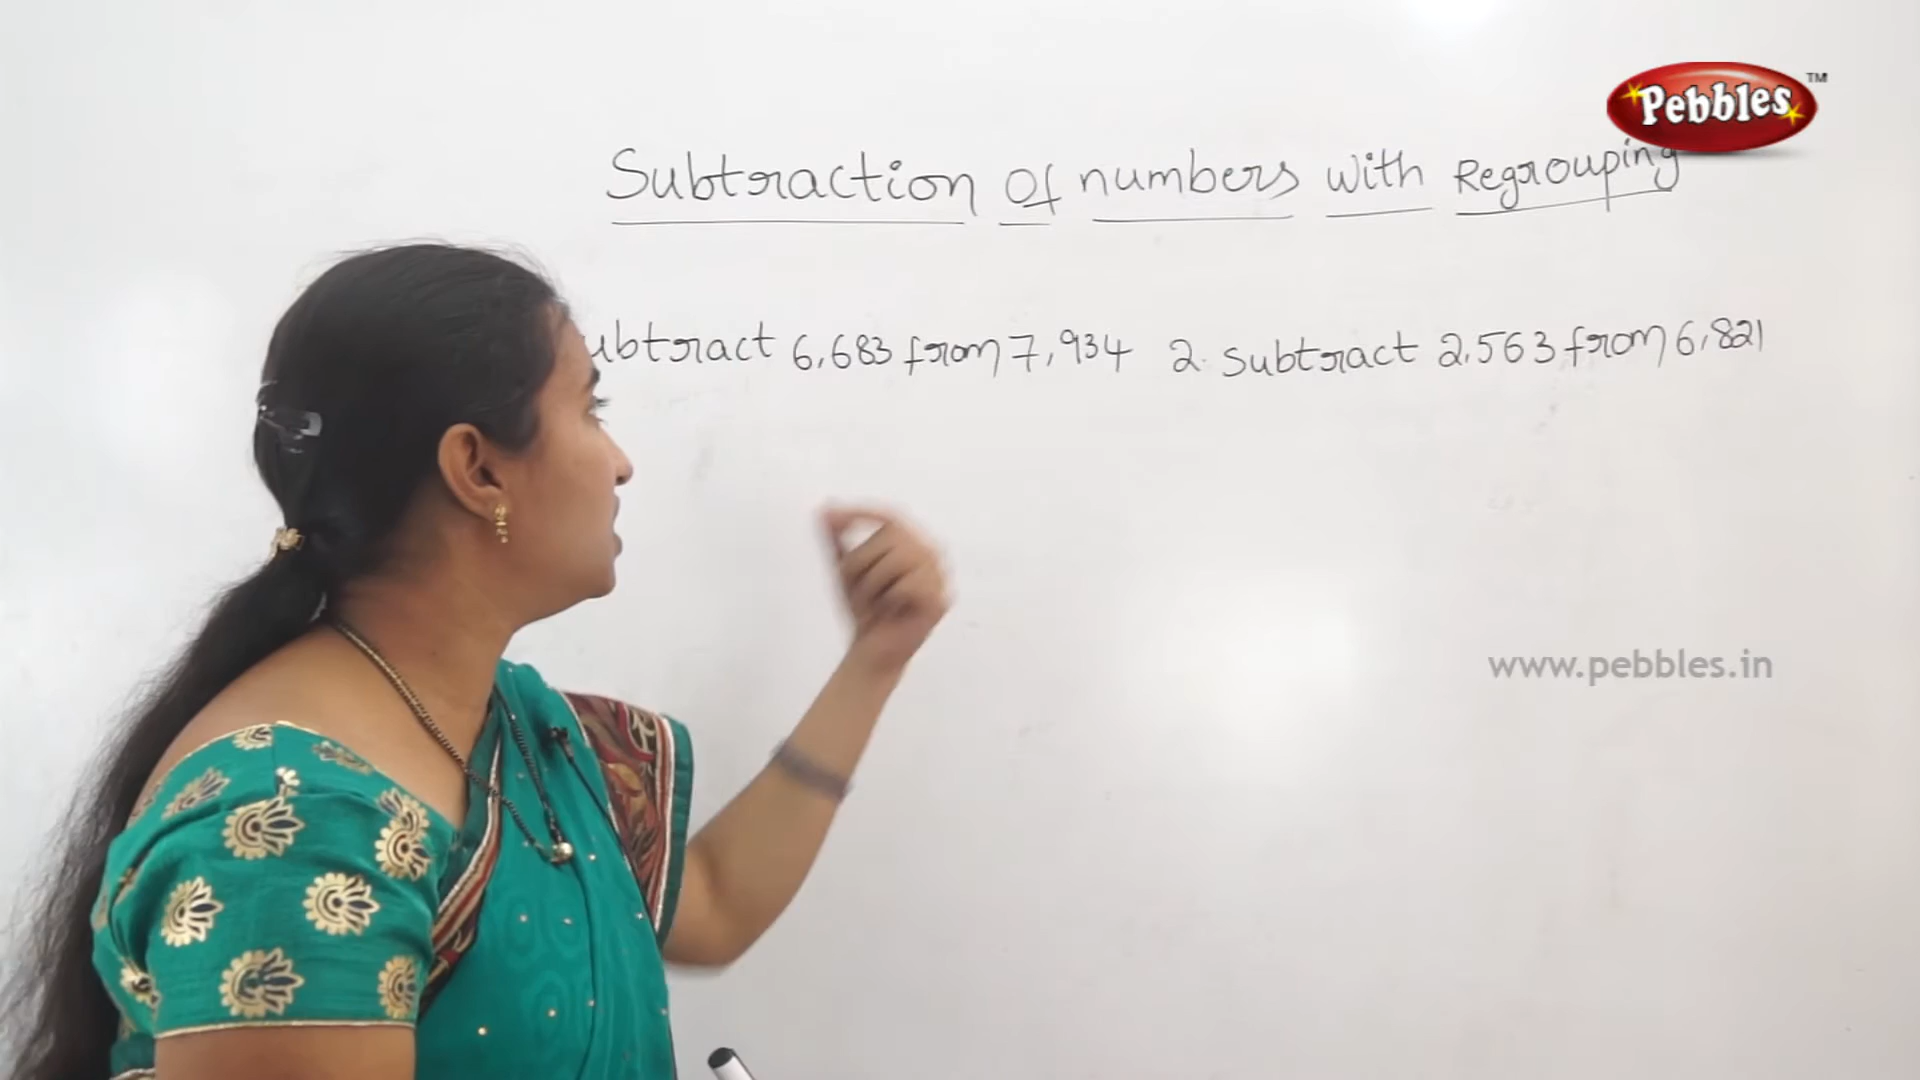 Pebbles TM
Subtraction of numbers with Regrouping
6,683 from 7,934 2. Subtract 2,563 from 6,821
www.pebbles.in